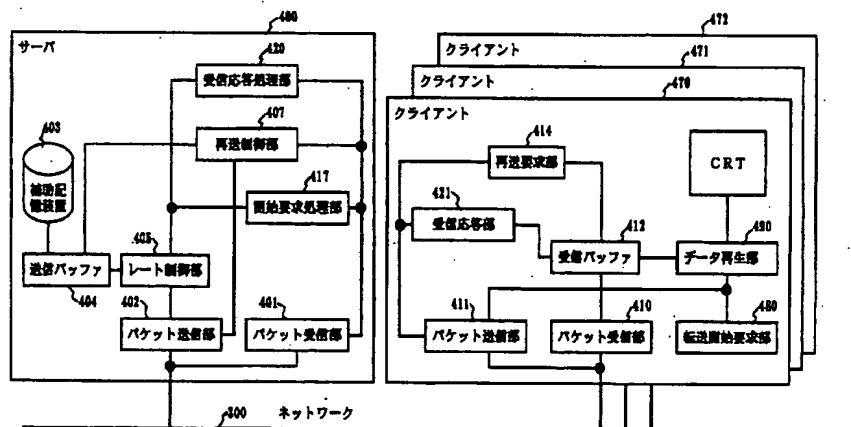 400
サーバ
420
受信応答処理部
407
再送制御部
403
補助記
憶装置
417
開始要求処理部
405
送信バッファ
レート制御部
404
402
パケット送信部
401
パケット受信部
472
クライアント
471
クライアント
470
クライアント
414
再送要求部
CRT
421
受信応答部
412
受信バッファ
データ再生部
411
パケット送信部
410
パケット受信部
転送開始要求部
ネットワーク